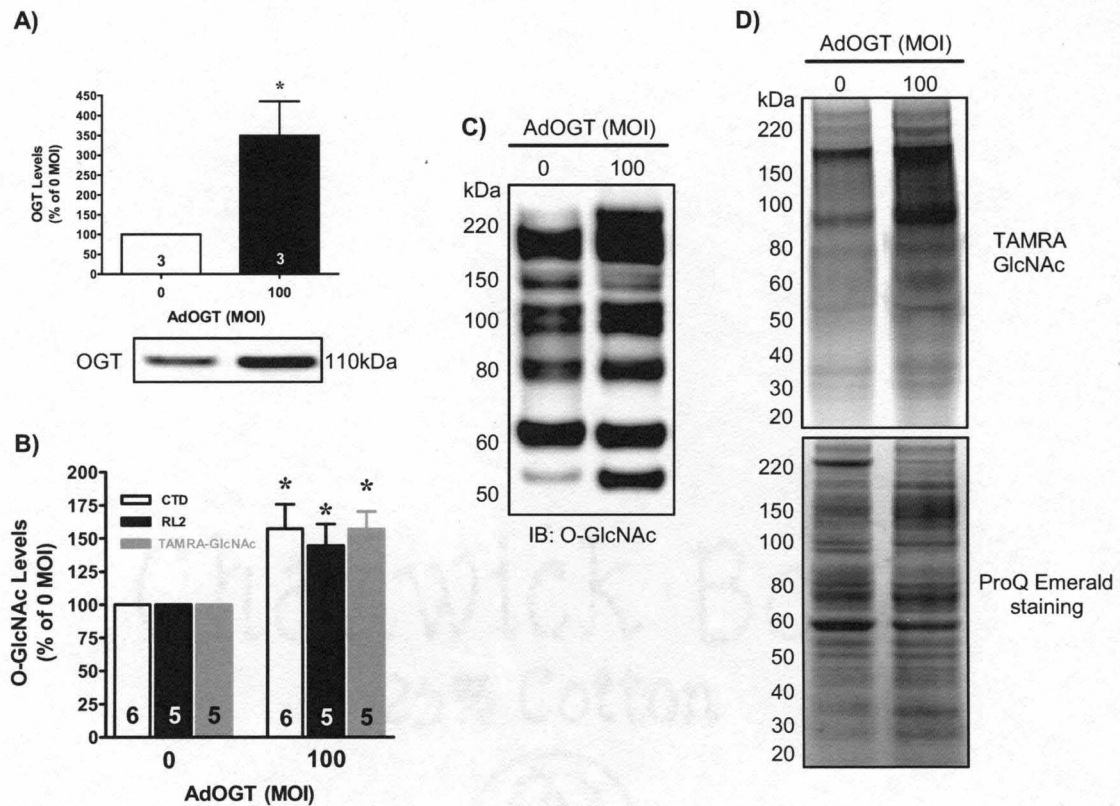 A)
450
400
350
300
250
200
150
100
50
0
OGT Levels
(% of 0 MOI)
*
3
3
0
100
AdOGT (MOI)
OGT
110kDa
B)
200
175
150
125
100
75
50
25
0
O-GlcNAc Levels
(% of 0 MOI)
CTD
RL2
TAMRA-GlcNAc
*
*
*
6
5
5
6
5
5
0
100
AdOGT (MOI)
C)
AdOGT (MOI)
0
100
kDa
220
150
100
80
60
50
IB: O-GlcNAc
D)
AdOGT (MOI)
0
100
kDa
220
150
100
80
60
50
40
30
20
TAMRA
GlcNAc
220
150
100
80
60
50
40
30
20
ProQ Emerald
staining
25% Cotton